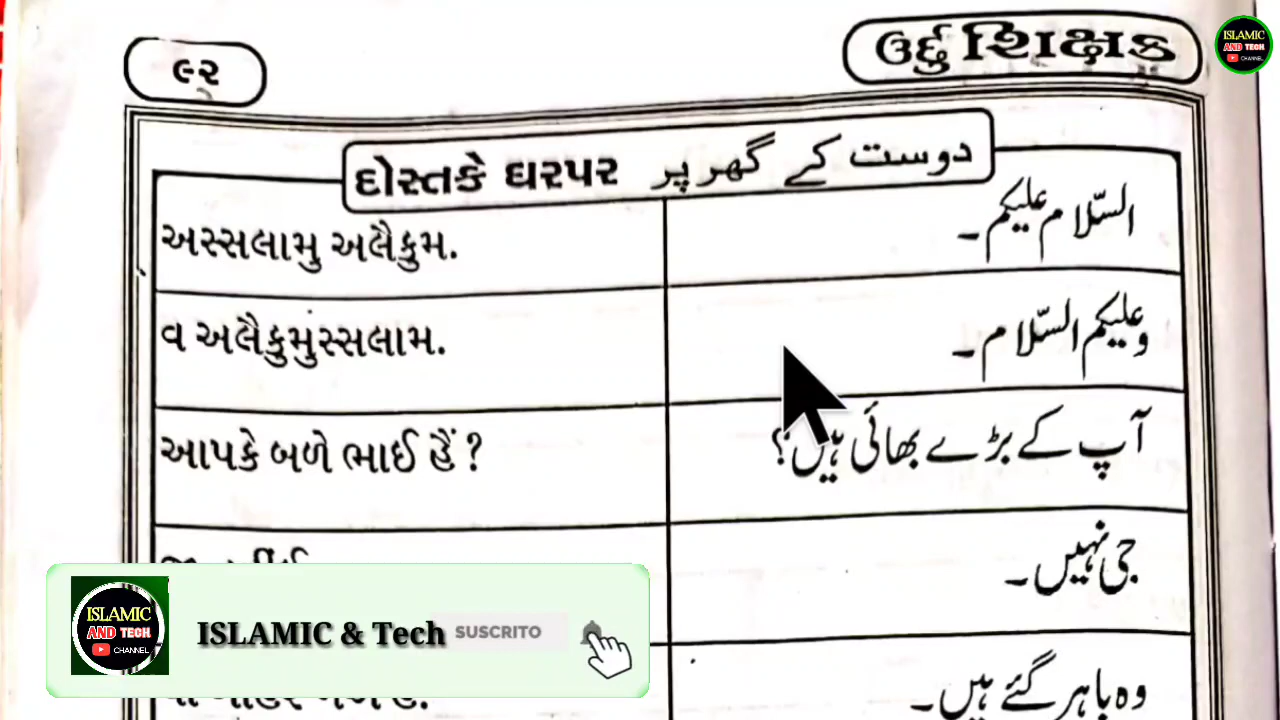 ૯૨
ઉર્દુ શિક્ષક
ISLAMIC
AND TECH
CHANNEL
દોસ્તકે ઘરપર دوست کے گھر پر
અસ્સલામુ અલૈકુમ. السّلام علیکم ۔
વ અલૈકુમુસ્સલામ. وعلیکم السّلام ۔
આપકે બળે ભાઈ હૈં ? آپ کے بڑے بھائی ہیں؟
جی نہیں ۔
وہ باہر گئے ہیں ۔
ISLAMIC
AND TECH
CHANNEL
ISLAMIC & Tech
SUSCRITO